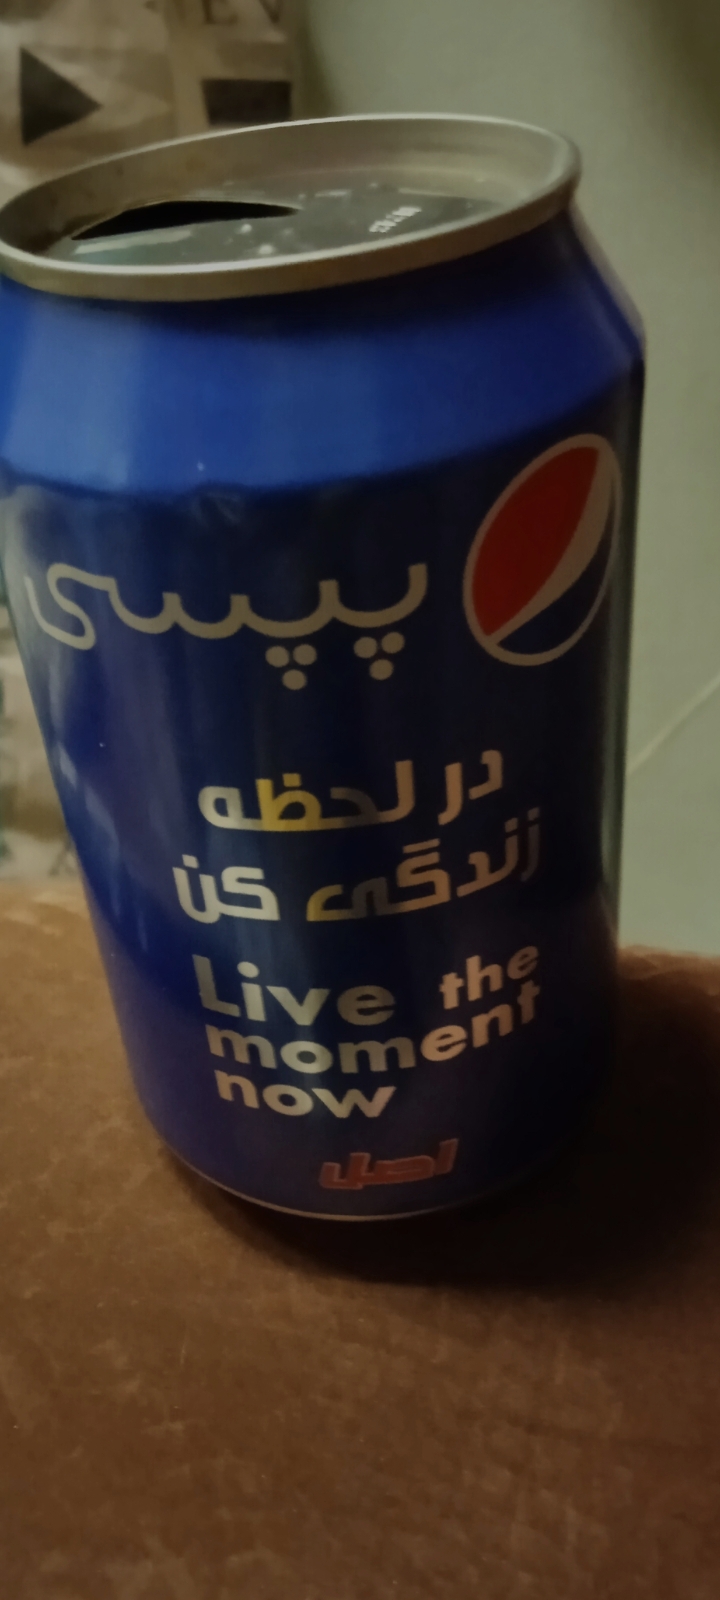 پپسی
در لحظه
زندگی کن
Live the
moment
now
اصل